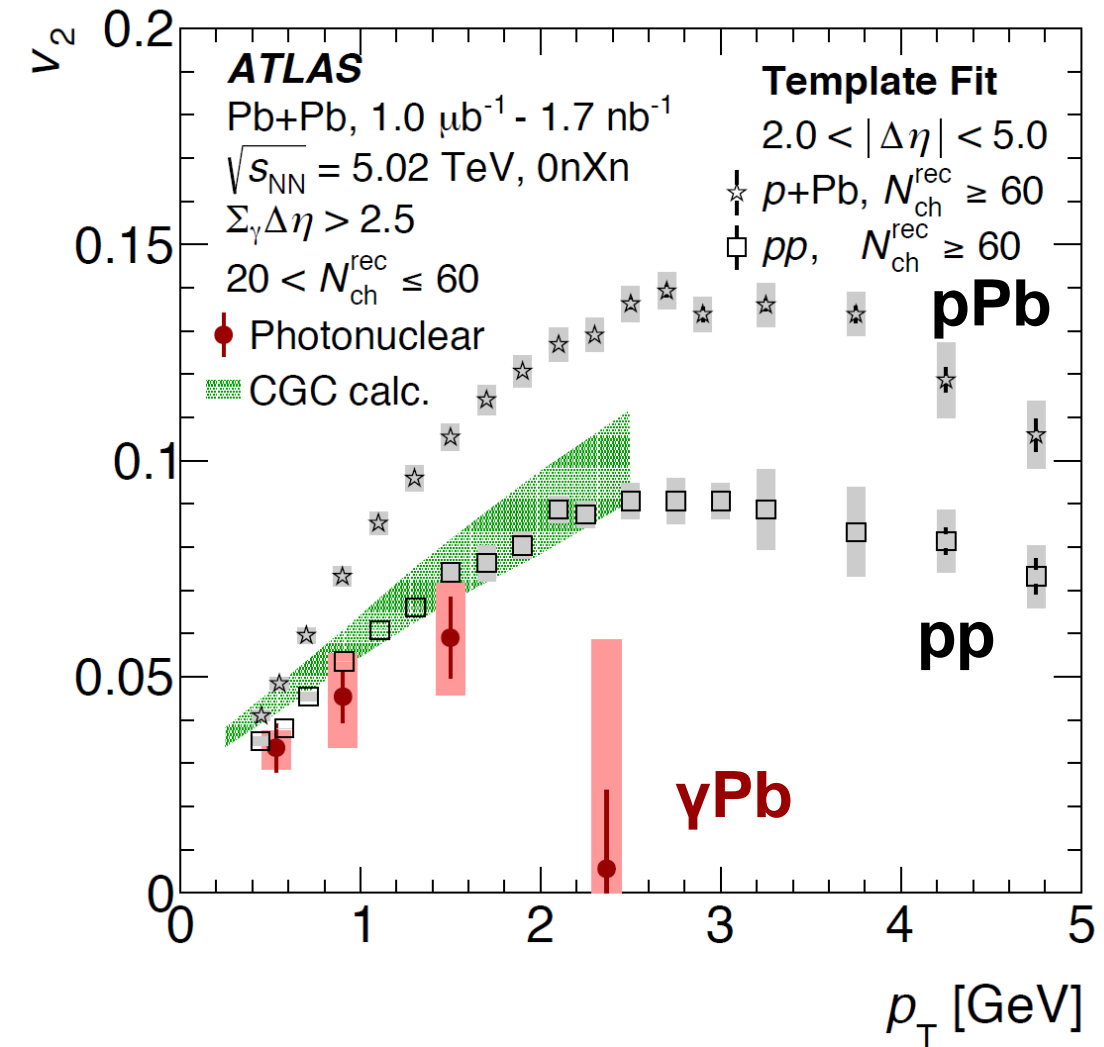 v₂
0.2
0.15
0.1
0.05
0
ATLAS
Pb+Pb, 1.0 μb⁻¹ - 1.7 nb⁻¹
√s_NN = 5.02 TeV, 0nXn
Σ_γΔη > 2.5
20 < N_ch^rec ≤ 60
Photonuclear
CGC calc.
Template Fit
2.0 < |Δη| < 5.0
p+Pb, N_ch^rec ≥ 60
pp, N_ch^rec ≥ 60
pPb
pp
γPb
0 1 2 3 4 5
p_T [GeV]